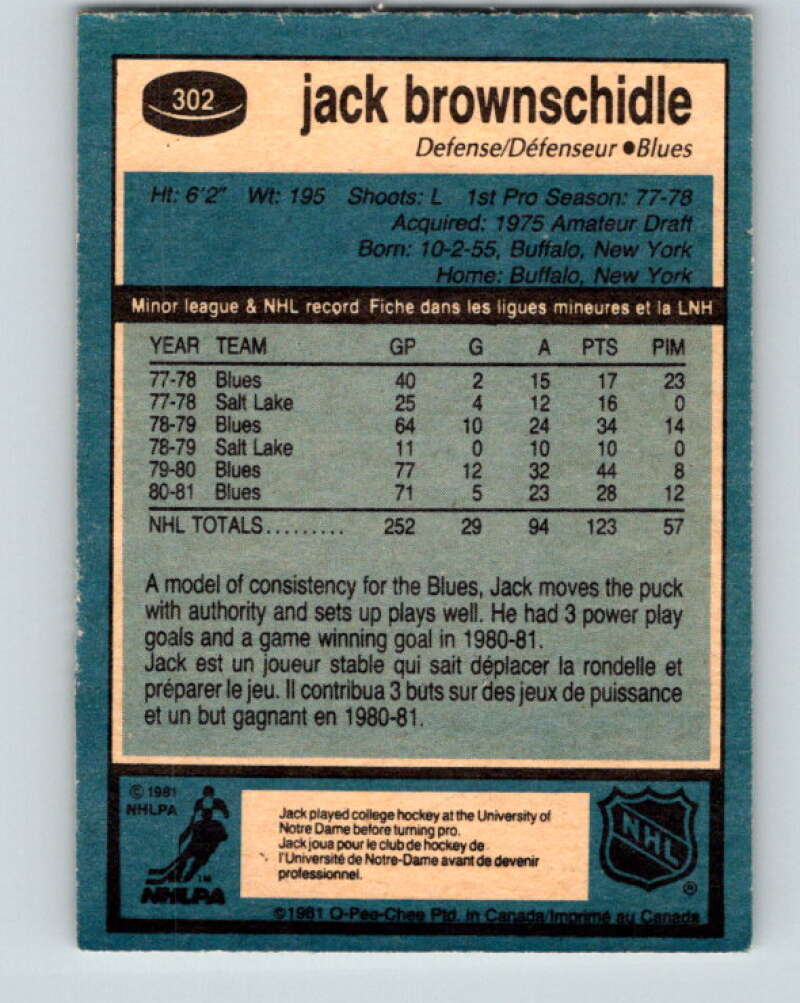 302
jack brownschidle
Defense/Défenseur ●Blues
Ht: 6'2" Wt: 195 Shoots: L 1st Pro Season: 77-78
Acquired: 1975 Amateur Draft
Born: 10-2-55, Buffalo, New York
Home: Buffalo, New York
Minor league & NHL record Fiche dans les ligues mineures et la LNH
YEAR TEAM GP G A PTS PIM
77-78 Blues 40 2 15 17 23
77-78 Salt Lake 25 4 12 16 0
78-79 Blues 64 10 24 34 14
78-79 Salt Lake 11 0 10 10 0
79-80 Blues 77 12 32 44 8
80-81 Blues 71 5 23 28 12
NHL TOTALS......... 252 29 94 123 57
A model of consistency for the Blues, Jack moves the puck
with authority and sets up plays well. He had 3 power play
goals and a game winning goal in 1980-81.
Jack est un joueur stable qui sait déplacer la rondelle et
préparer le jeu. Il contribua 3 buts sur des jeux de puissance
et un but gagnant en 1980-81.
© 1981
NHLPA
TM
NHLPA
Jack played college hockey at the University of
Notre Dame before turning pro.
Jack joua pour le club de hockey de
l'Université de Notre-Dame avant de devenir
professionnel.
NHL
®
©1981 O-Pee-Chee Ptd. in Canada/Imprimé au Canada